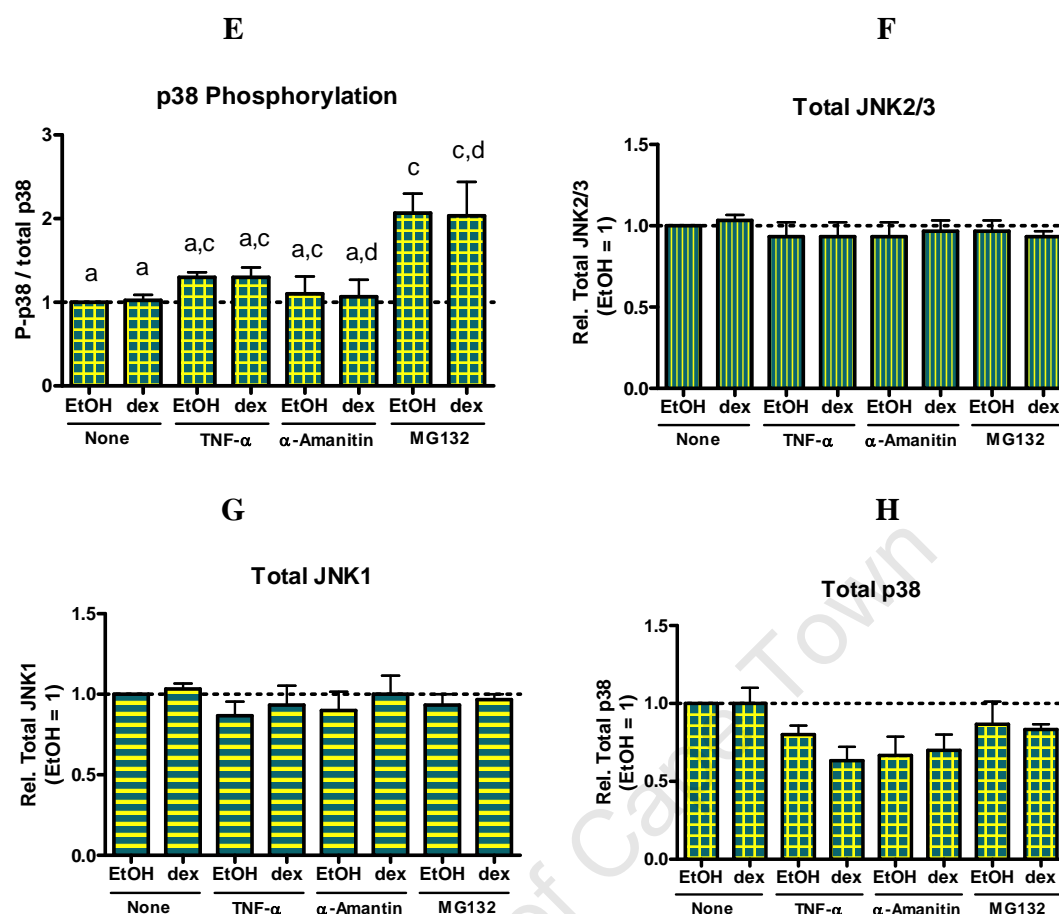 E
p38 Phosphorylation
P-p38 / total p38
3
2
1
0
a
a
a,c
a,c
a,c
a,d
c
c,d
EtOH dex EtOH dex EtOH dex EtOH dex
None TNF-α α-Amanitin MG132
F
Total JNK2/3
Rel. Total JNK2/3
(EtOH = 1)
1.5
1.0
0.5
0.0
EtOH dex EtOH dex EtOH dex EtOH dex
None TNF-α α-Amanitin MG132
G
Total JNK1
Rel. Total JNK1
(EtOH = 1)
1.5
1.0
0.5
0.0
EtOH dex EtOH dex EtOH dex EtOH dex
None TNF-α α-Amantin MG132
H
Total p38
Rel. Total p38
(EtOH = 1)
1.5
1.0
0.5
0.0
EtOH dex EtOH dex EtOH dex EtOH dex
None TNF-α α-Amanitin MG132
of Cape Town